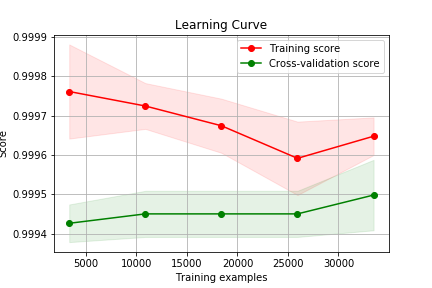 Learning Curve
Training score
Cross-validation score
0.9999
0.9998
0.9997
0.9996
0.9995
0.9994
Score
5000 10000 15000 20000 25000 30000
Training examples